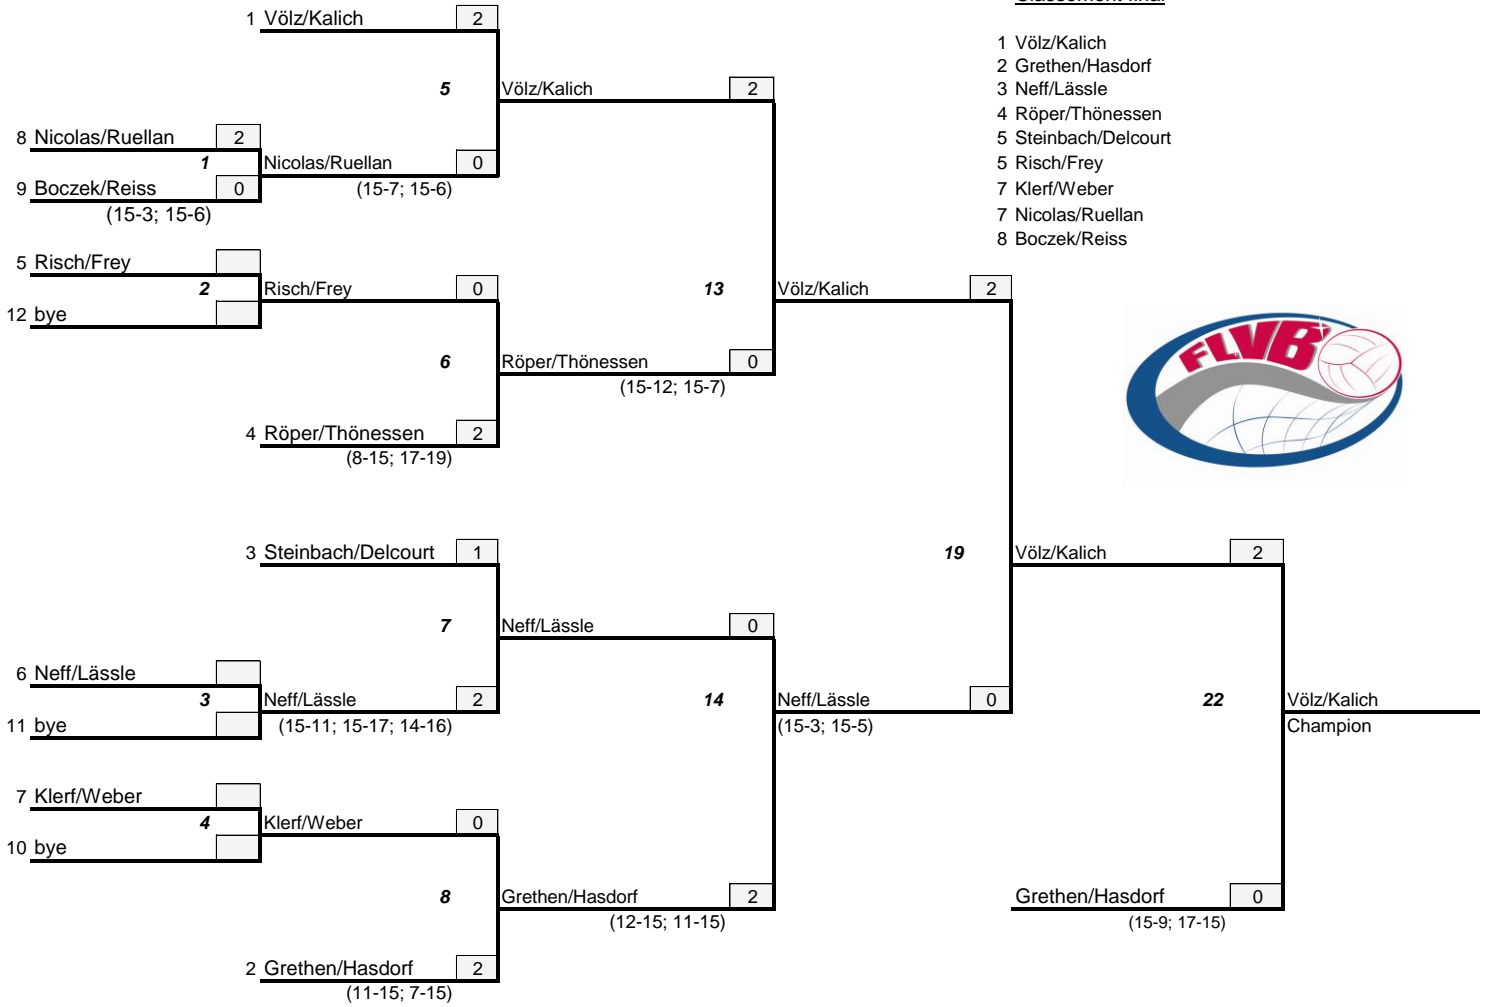 Classement final
1 Völz/Kalich 2
1 Völz/Kalich
2 Grethen/Hasdorf
3 Neff/Lässle
4 Röper/Thönessen
5 Steinbach/Delcourt
5 Risch/Frey
7 Klerf/Weber
7 Nicolas/Ruellan
8 Boczek/Reiss
5 Völz/Kalich 2
8 Nicolas/Ruellan 2
1 Nicolas/Ruellan 0
9 Boczek/Reiss 0 (15-7; 15-6)
(15-3; 15-6)
5 Risch/Frey
2 Risch/Frey 0 13 Völz/Kalich 2
12 bye
FLVB
6 Röper/Thönessen 0
(15-12; 15-7)
4 Röper/Thönessen 2
(8-15; 17-19)
3 Steinbach/Delcourt 1 19 Völz/Kalich 2
7 Neff/Lässle 0
6 Neff/Lässle
3 Neff/Lässle 2 14 Neff/Lässle 0 22 Völz/Kalich
11 bye (15-11; 15-17; 14-16) (15-3; 15-5) Champion
7 Klerf/Weber
4 Klerf/Weber 0
10 bye
8 Grethen/Hasdorf 2 Grethen/Hasdorf 0
(12-15; 11-15) (15-9; 17-15)
2 Grethen/Hasdorf 2
(11-15; 7-15)